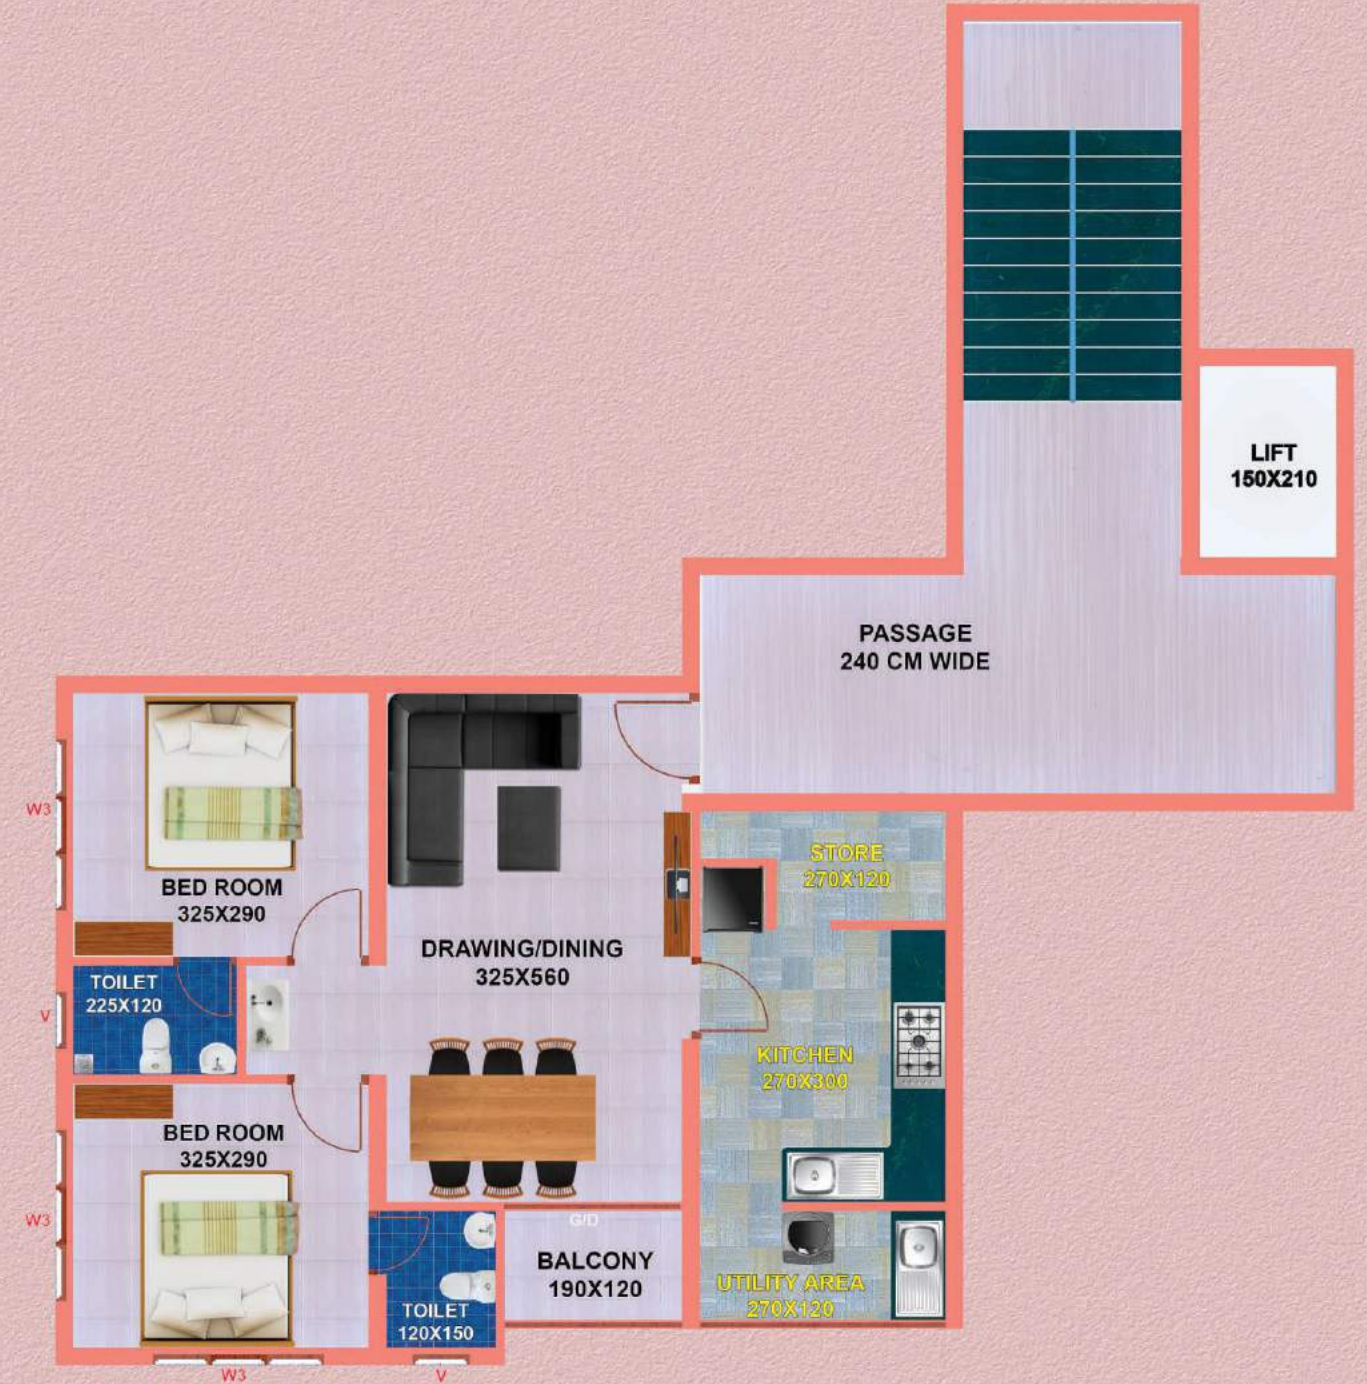 LIFT
150X210
PASSAGE
240 CM WIDE
W3
BED ROOM
325X290
STORE
270X120
DRAWING/DINING
325X560
TOILET
225X120
V
KITCHEN
270X300
BED ROOM
325X290
W3
G/D
BALCONY
190X120
UTILITY AREA
270X120
TOILET
120X150
W3
V